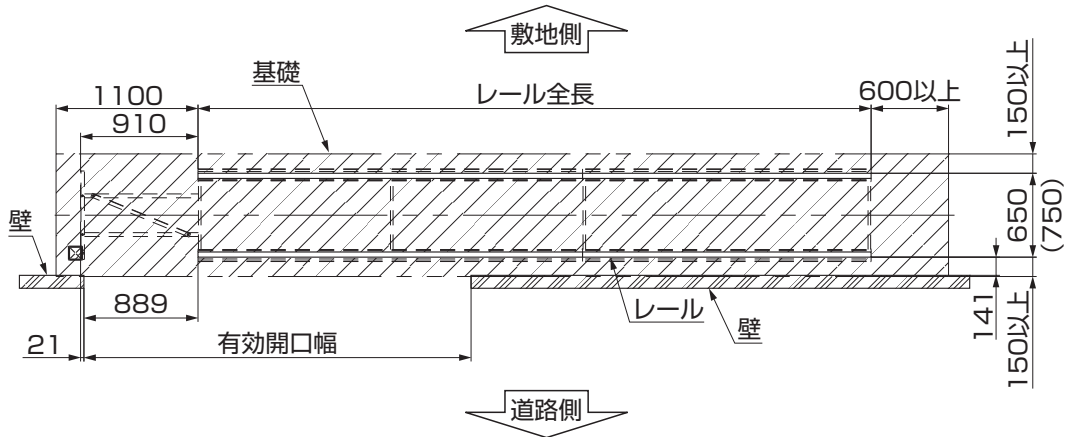 敷地側
基礎
1100
レール全長
600以上
150以上
910
壁
650
(750)
889
レール
壁
141
150以上
21
有効開口幅
道路側